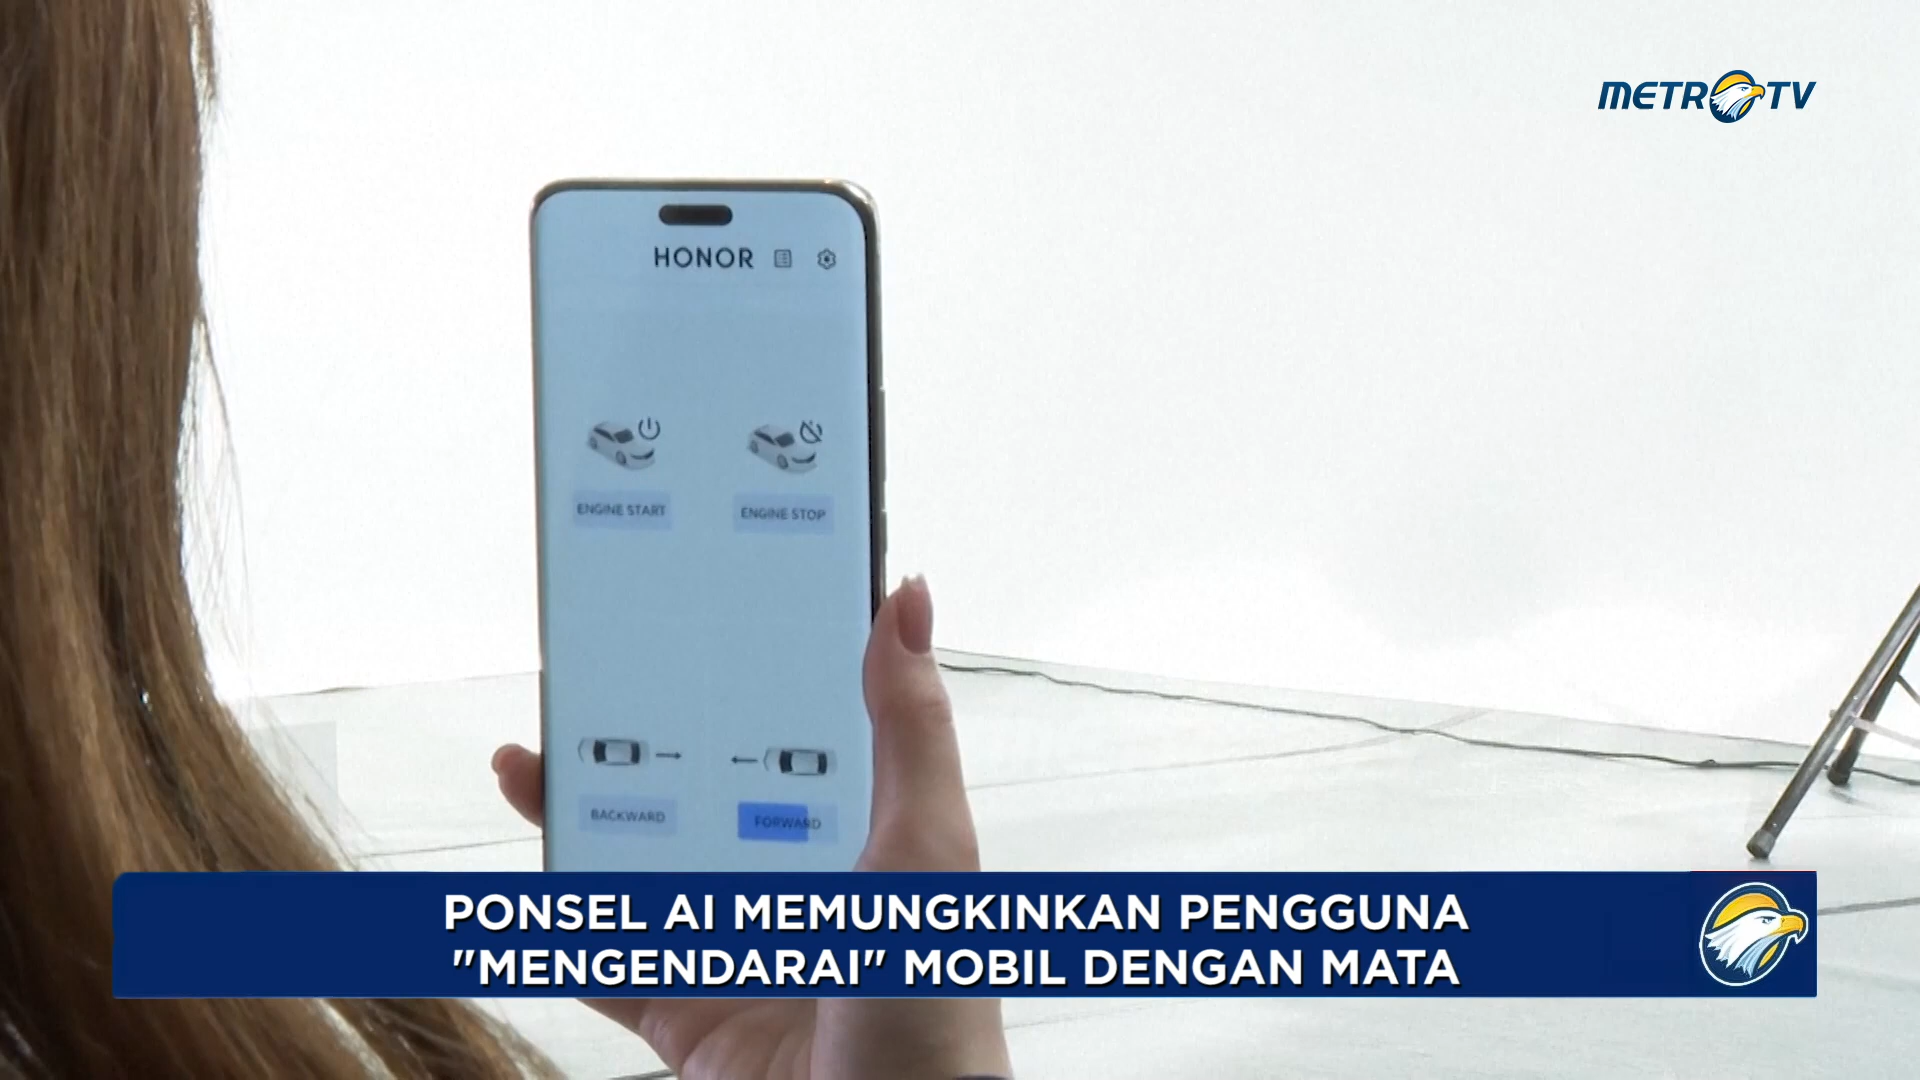 METRO TV
HONOR
ENGINE START
ENGINE STOP
BACKWARD
FORWARD
PONSEL AI MEMUNGKINKAN PENGGUNA
"MENGENDARAI" MOBIL DENGAN MATA